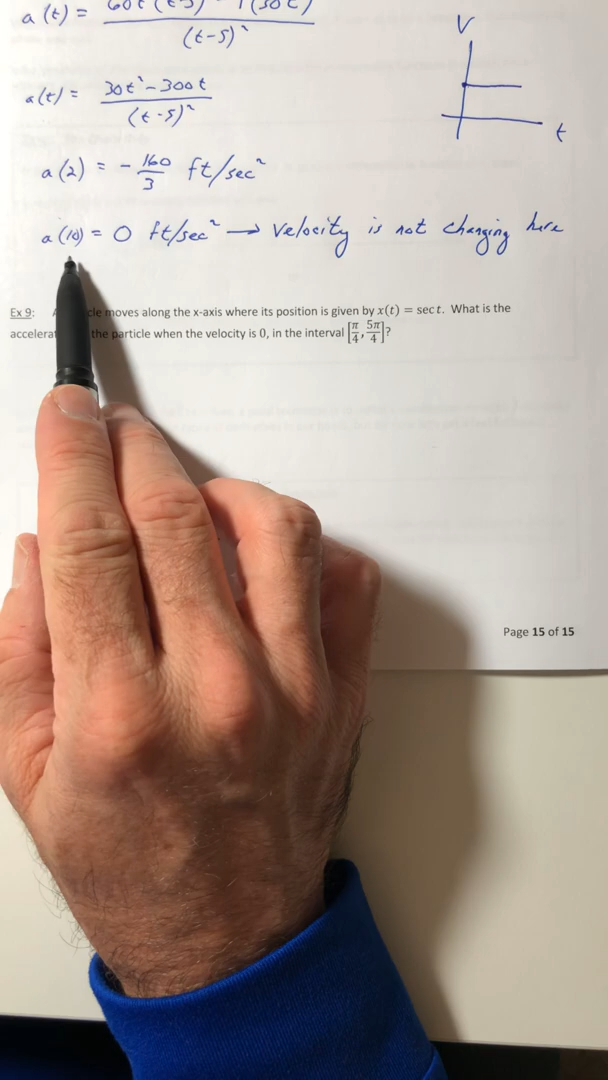 a(t) =
(t-5)²
a(t) = 30t² - 300t
(t-5)²
a(2) = - 160/3 ft/sec²
a(10) = 0 ft/sec² → velocity is not changing here
V
t
Ex 9: moves along the x-axis where its position is given by x(t) = sec t. What is the
the particle when the velocity is 0, in the interval [π/4, 5π/4]?
Page 15 of 15